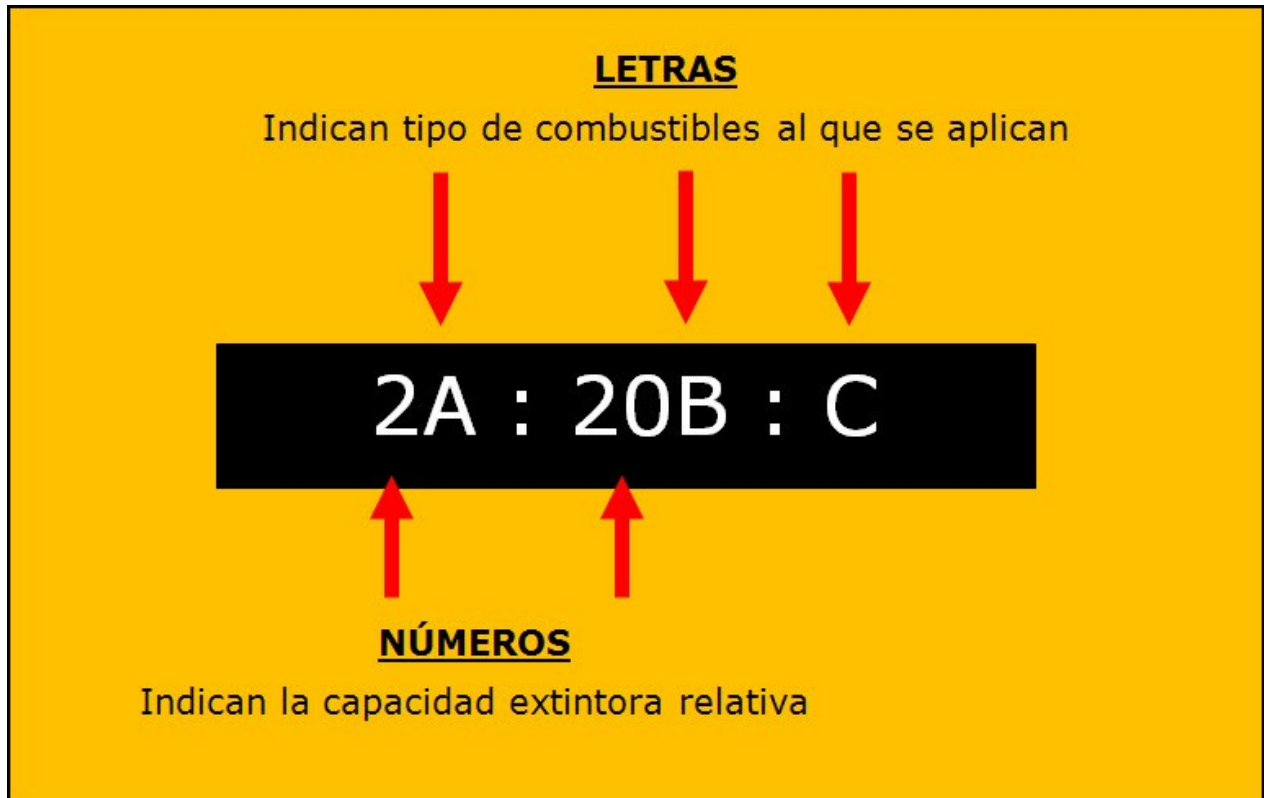 LETRAS
Indican tipo de combustibles al que se aplican
2A : 20B : C
NÚMEROS
Indican la capacidad extintora relativa